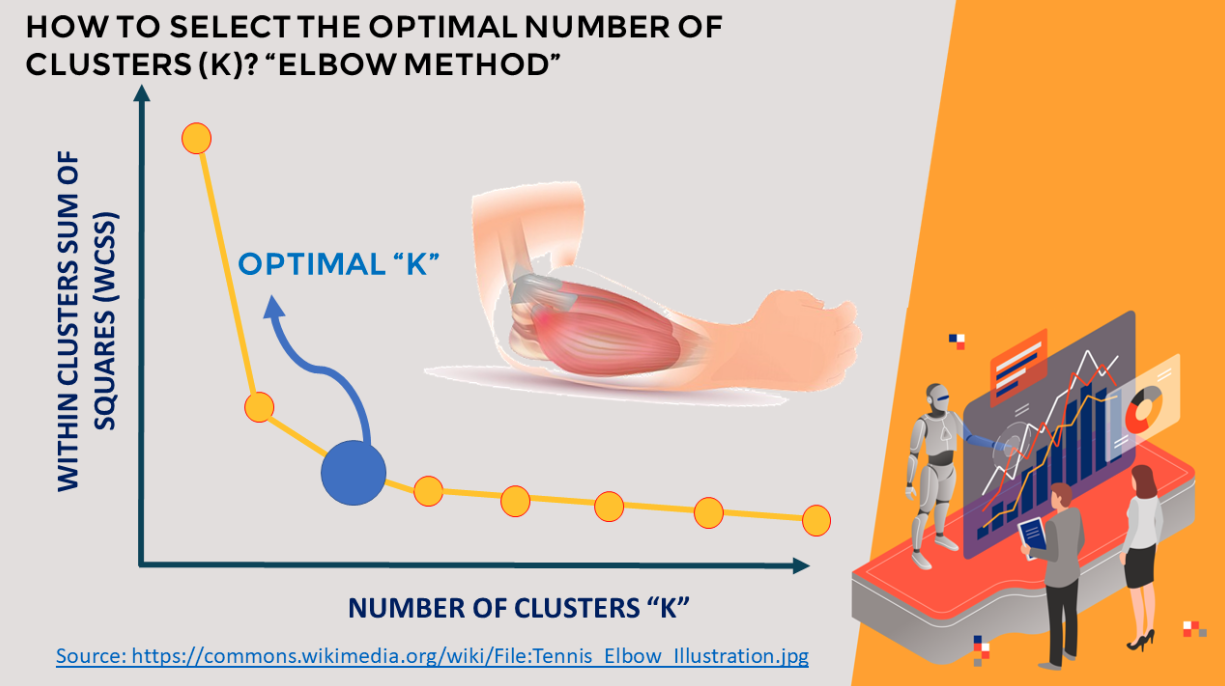 HOW TO SELECT THE OPTIMAL NUMBER OF
CLUSTERS (K)? “ELBOW METHOD”
WITHIN CLUSTERS SUM OF
SQUARES (WCSS)
OPTIMAL “K”
NUMBER OF CLUSTERS “K”
Source: https://commons.wikimedia.org/wiki/File:Tennis_Elbow_Illustration.jpg